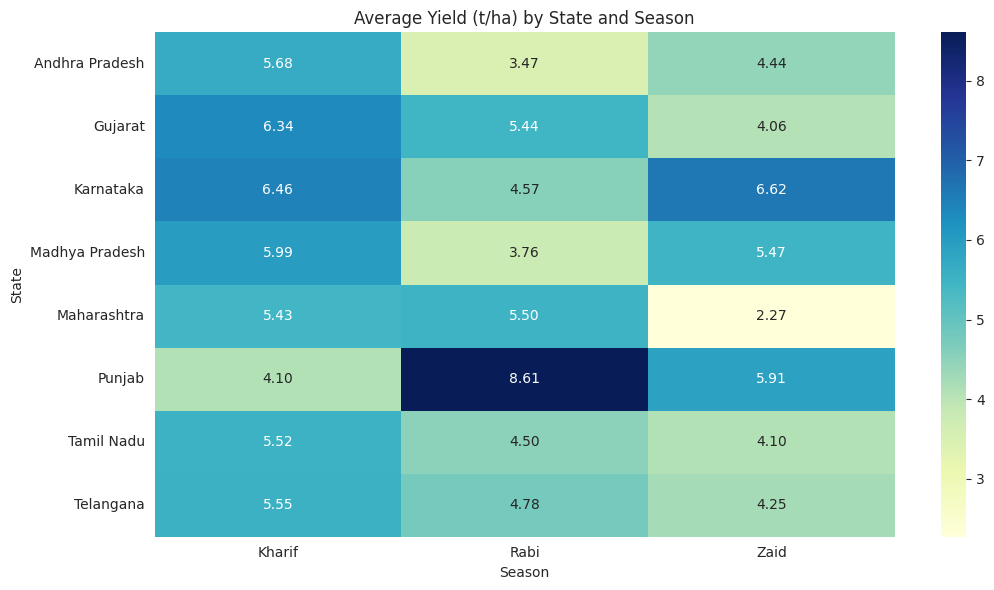 Average Yield (t/ha) by State and Season
State
Andhra Pradesh 5.68 3.47 4.44
Gujarat 6.34 5.44 4.06
Karnataka 6.46 4.57 6.62
Madhya Pradesh 5.99 3.76 5.47
Maharashtra 5.43 5.50 2.27
Punjab 4.10 8.61 5.91
Tamil Nadu 5.52 4.50 4.10
Telangana 5.55 4.78 4.25
Kharif Rabi Zaid
Season
8
7
6
5
4
3